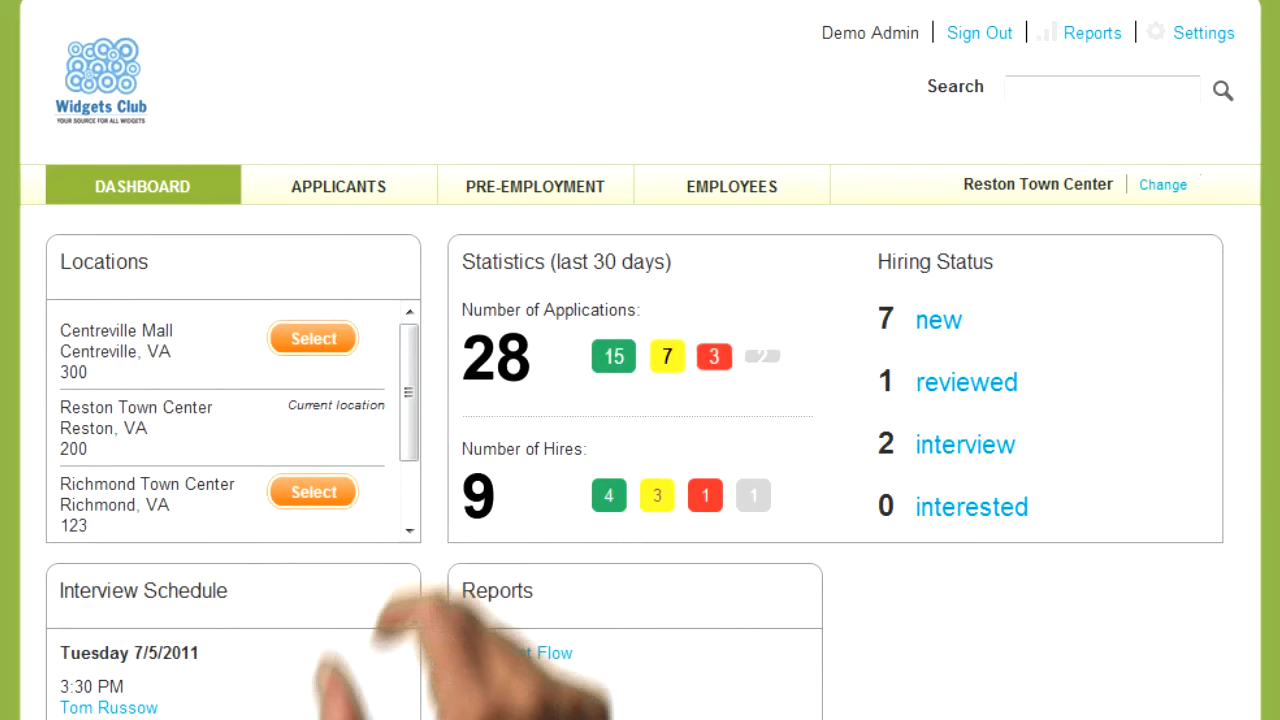 Demo Admin
Sign Out
Reports
Settings
Search
Widgets Club
YOUR SOURCE FOR ALL WIDGETS
DASHBOARD
APPLICANTS
PRE-EMPLOYMENT
EMPLOYEES
Reston Town Center
Change
Locations
Centreville Mall
Centreville, VA
300
Select
Reston Town Center
Reston, VA
200
Current location
Richmond Town Center
Richmond, VA
123
Select
Statistics (last 30 days)
Number of Applications:
28
15
7
3
2
Number of Hires:
9
4
3
1
1
Hiring Status
7 new
1 reviewed
2 interview
0 interested
Interview Schedule
Tuesday 7/5/2011
3:30 PM
Tom Russow
Reports
Flow